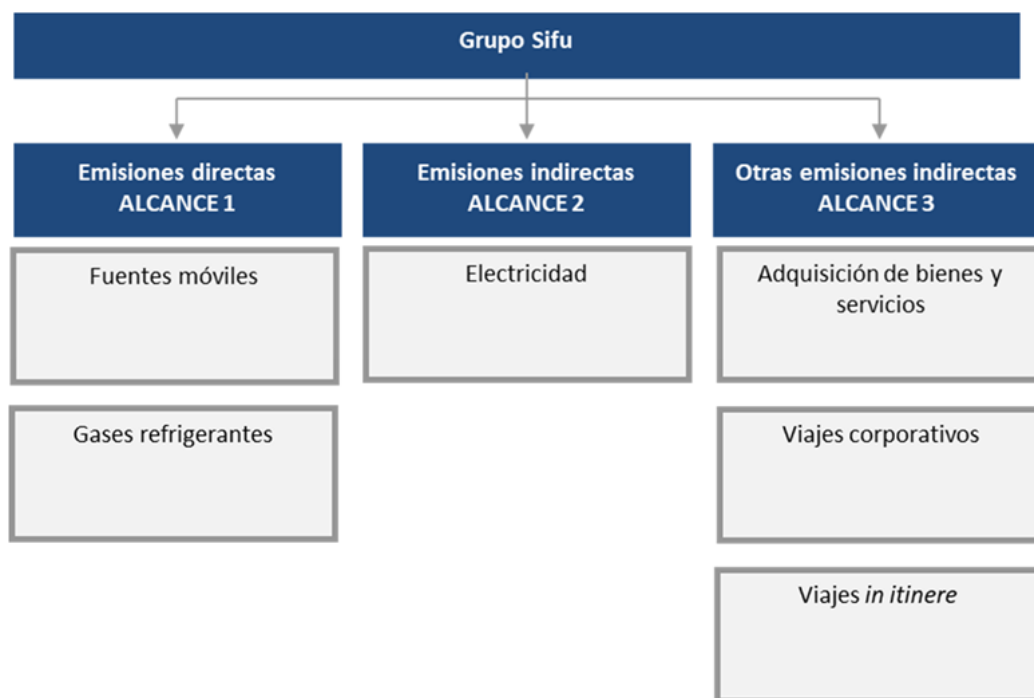 Grupo Sifu
Emisiones directas
ALCANCE 1
Emisiones indirectas
ALCANCE 2
Otras emisiones indirectas
ALCANCE 3
Fuentes móviles
Electricidad
Adquisición de bienes y
servicios
Gases refrigerantes
Viajes corporativos
Viajes in itinere